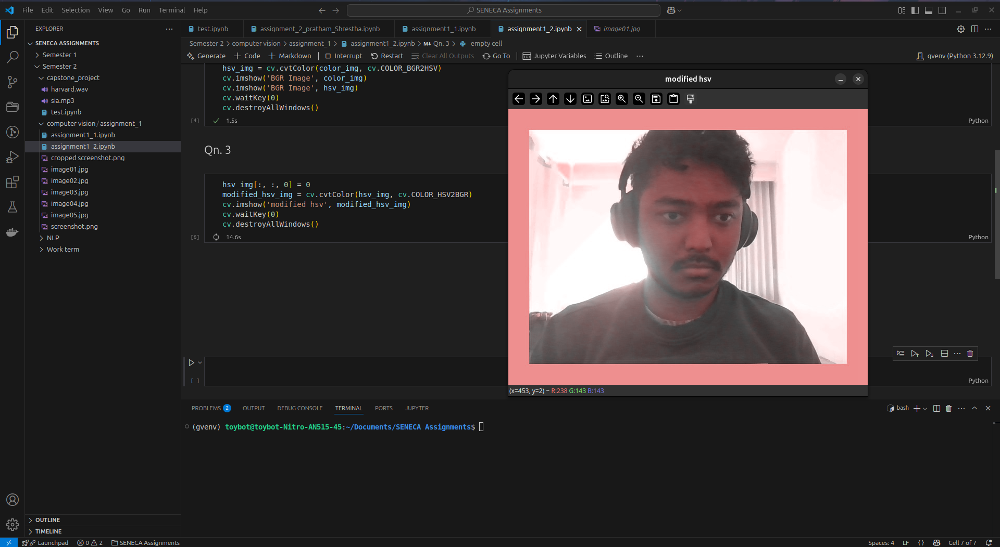 File Edit Selection View Go Run Terminal Help
SENECA Assignments
EXPLORER
SENECA ASSIGNMENTS
Semester 1
Semester 2
capstone_project
harvard.wav
sia.mp3
test.ipynb
computer vision / assignment_1
assignment1_1.ipynb
assignment1_2.ipynb
cropped screenshot.png
image01.jpg
image02.jpg
image03.jpg
image04.jpg
image05.jpg
screenshot.png
NLP
Work term
OUTLINE
TIMELINE
test.ipynb assignment_2_pratham_Shrestha.ipynb assignment1_1.ipynb assignment1_2.ipynb image01.jpg
Semester 2 > computer vision > assignment_1 > assignment1_2.ipynb > M↓ Qn. 3 > empty cell
Generate + Code + Markdown Interrupt Restart Clear All Outputs Go To Jupyter Variables Outline ... gvenv (Python 3.12.9)
hsv_img = cv.cvtColor(color_img, cv.COLOR_BGR2HSV)
cv.imshow('BGR Image', color_img)
cv.imshow('BGR Image', hsv_img)
cv.waitKey(0)
cv.destroyAllWindows()
[4] 1.5s Python
Qn. 3
hsv_img[:, :, 0] = 0
modified_hsv_img = cv.cvtColor(hsv_img, cv.COLOR_HSV2BGR)
cv.imshow('modified hsv', modified_hsv_img)
cv.waitKey(0)
cv.destroyAllWindows()
[6] 14.6s Python
[ ] Python
modified hsv
(x=453, y=2) ~ R:238 G:143 B:143
PROBLEMS 2 OUTPUT DEBUG CONSOLE TERMINAL PORTS JUPYTER bash
(gvenv) toybot@toybot-Nitro-AN515-45:~/Documents/SENECA Assignments$
Launchpad 0 2 SENECA Assignments Spaces: 4 LF { } Cell 7 of 7